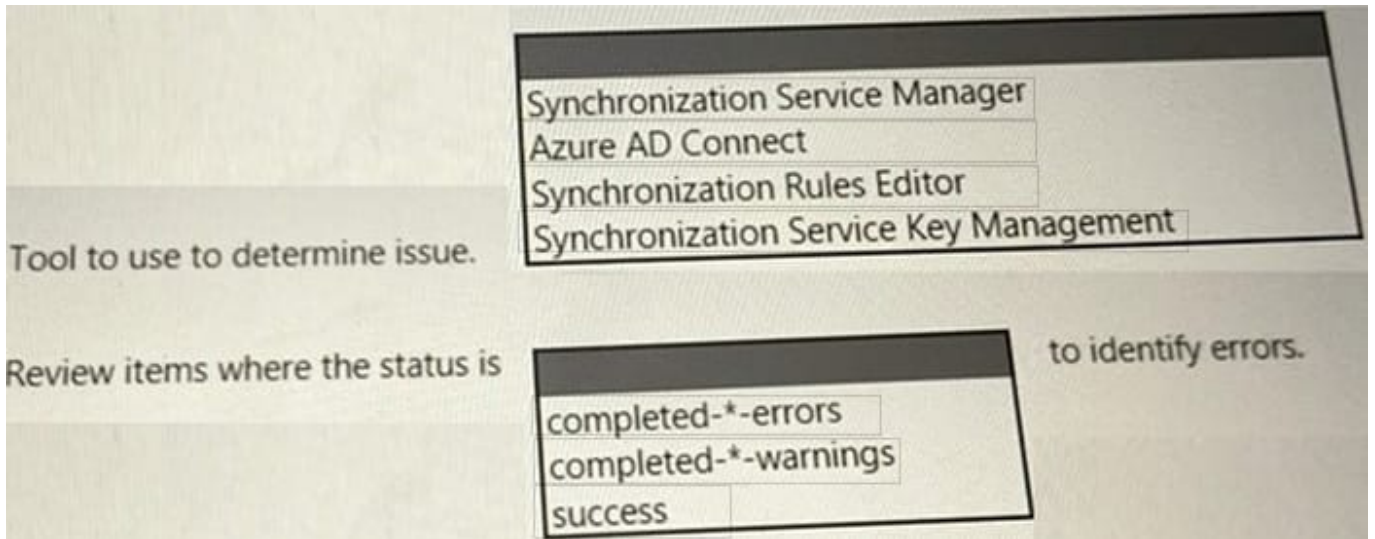 Synchronization Service Manager
Azure AD Connect
Synchronization Rules Editor
Synchronization Service Key Management
Tool to use to determine issue.
Review items where the status is
to identify errors.
completed-*-errors
completed-*-warnings
success